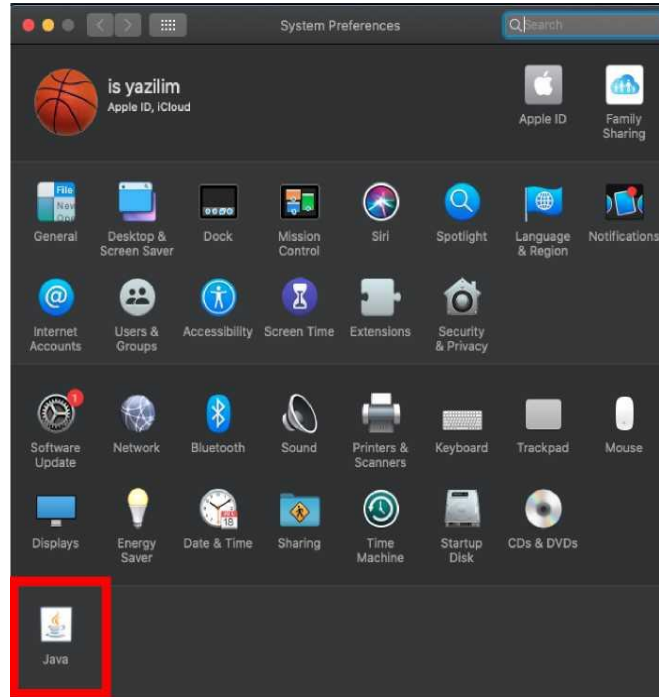 System Preferences
Search
is yazilim
Apple ID, iCloud
Apple ID
Family
Sharing
File
New
General
Desktop &
Screen Saver
Dock
Mission
Control
Siri
Spotlight
Language
& Region
Notifications
Internet
Accounts
Users &
Groups
Accessibility
Screen Time
Extensions
Security
& Privacy
1
Software
Update
Network
Bluetooth
Sound
Printers &
Scanners
Keyboard
Trackpad
Mouse
Displays
Energy
Saver
18
Date & Time
Sharing
Time
Machine
Startup
Disk
CDs & DVDs
Java